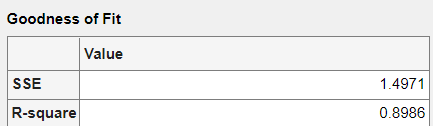 Goodness of Fit
Value
SSE 1.4971
R-square 0.8986